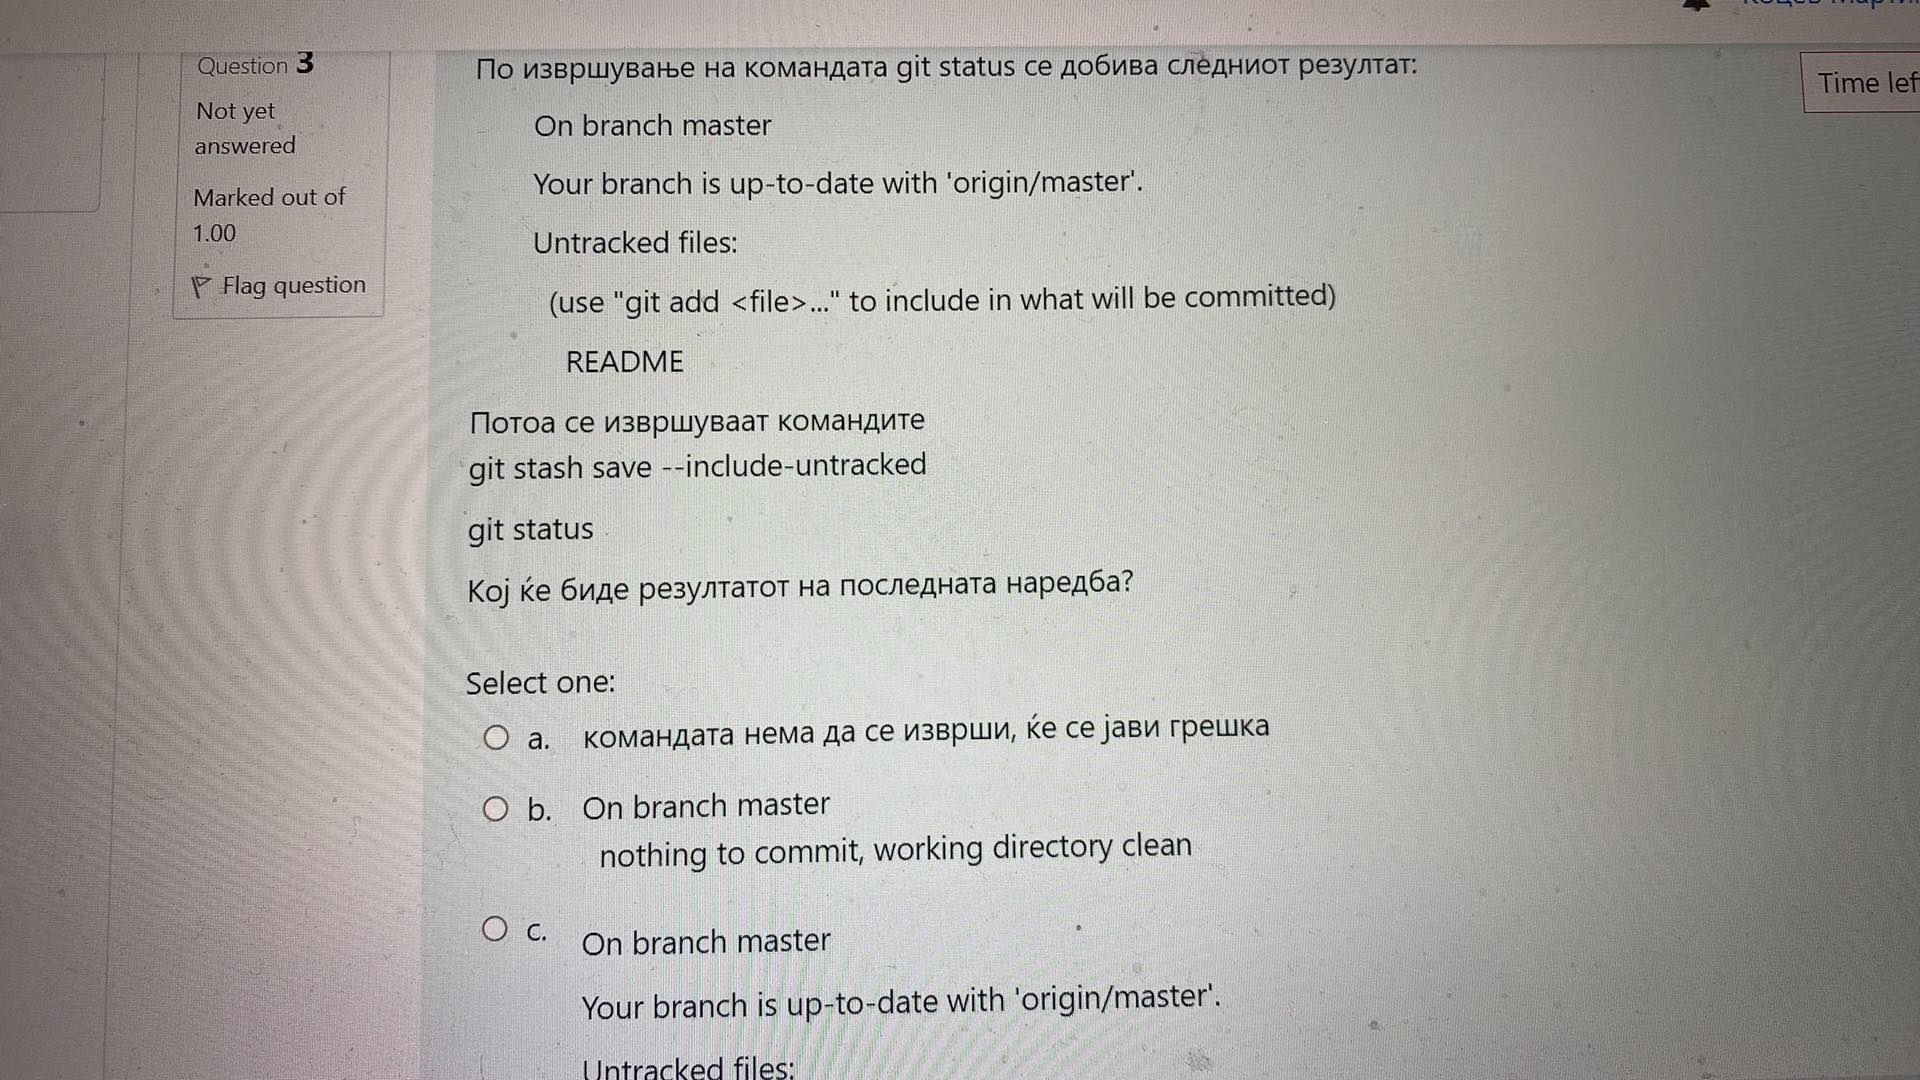 Question 3
Not yet
answered
Marked out of
1.00
Flag question
По извршување на командата git status се добива следниот резултат:
Time lef
On branch master
Your branch is up-to-date with 'origin/master'.
Untracked files:
(use "git add <file>..." to include in what will be committed)
README
Потоа се извршуваат командите
git stash save --include-untracked
git status
Кој ќе биде резултатот на последната наредба?
Select one:
a. командата нема да се изврши, ќе се јави грешка
b. On branch master
nothing to commit, working directory clean
c. On branch master
Your branch is up-to-date with 'origin/master'.
Untracked files: